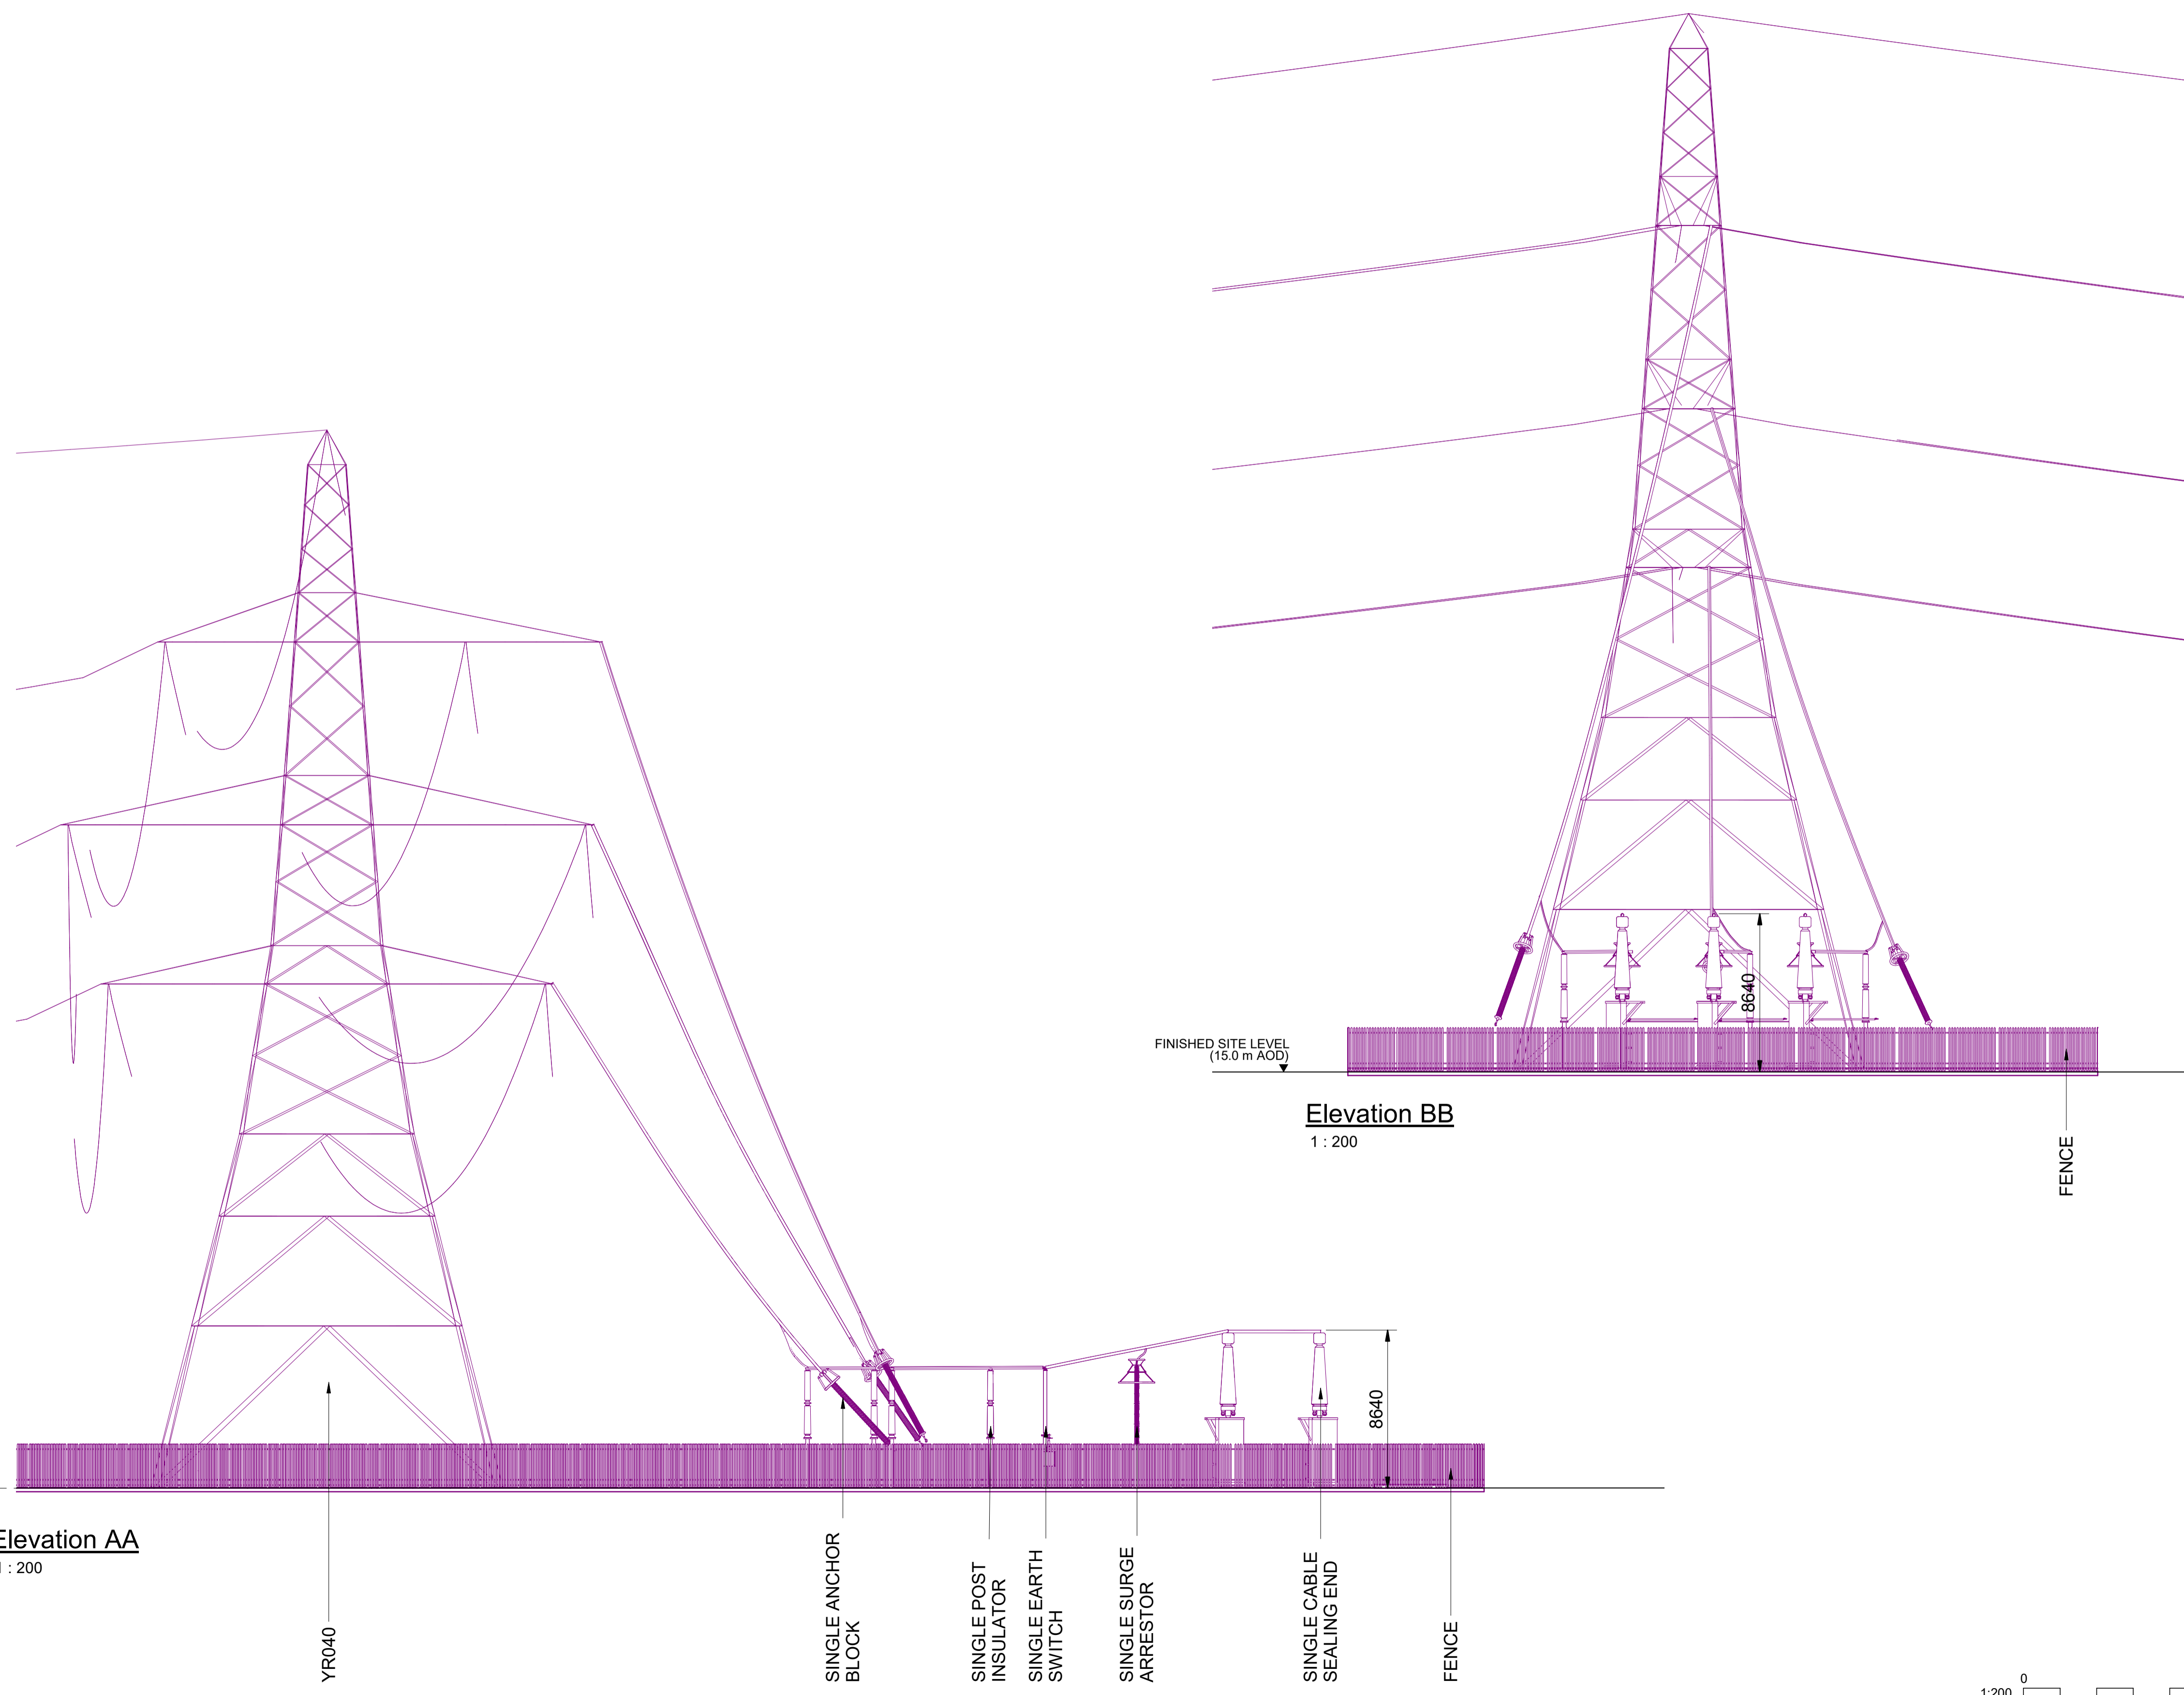 8640
FINISHED SITE LEVEL
(15.0 m AOD)
Elevation BB
1 : 200
FENCE
8640
Elevation AA
1 : 200
YR040
SINGLE ANCHOR
BLOCK
SINGLE POST
INSULATOR
SINGLE EARTH
SWITCH
SINGLE SURGE
ARRESTOR
SINGLE CABLE
SEALING END
FENCE
0
1:200